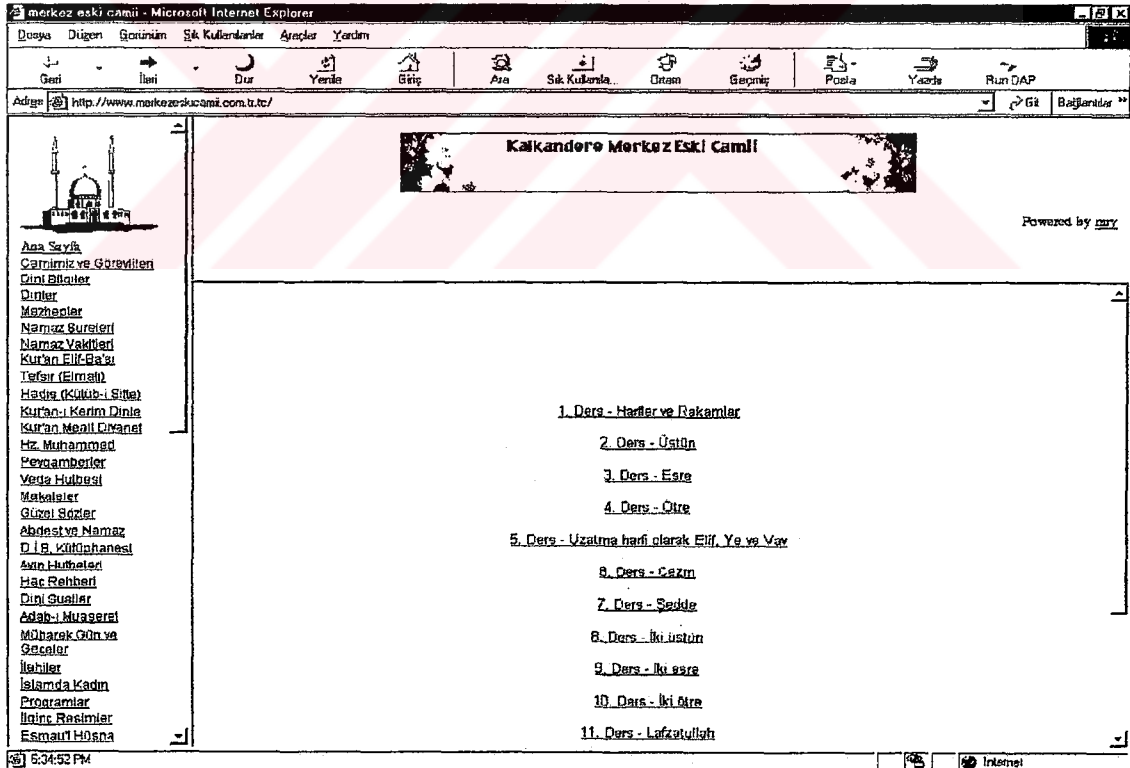 merkez eski camii - Microsoft Internet Explorer
Dosya Düzen Görünüm Sık Kullanılanlar Araçlar Yardım
Geri İleri Dur Yenile Giriş Ara Sık Kullanıla... Ortam Geçmiş Posta Yazdır Run DAP
Adres http://www.merkezeskicami.com.tr.tc/ Git Bağlantılar »
Kalkandere Merkez Eski Camii
Powered by
Ana Sayfa
Camimiz ve Görevlileri
Dini Bilgiler
Dinler
Mezhepler
Namaz Sureleri
Namaz Vakitleri
Kur'an Elif-Ba'sı
Tefsir (Elmalı)
Hadis (Kütüb-i Sitte)
Kur'an-ı Kerim Dinle
Kur'an Meali Diyanet
Hz. Muhammed
Peygamberler
Veda Hutbesi
Makaleler
Güzel Sözler
Abdest ve Namaz
D.İ.B. Kütüphanesi
Ayın Hutbeleri
Hac Rehberi
Dini Sualler
Adab-ı Muaşeret
Mübarek Gün ve
Geceler
İlahiler
İslamda Kadın
Programlar
İlginç Resimler
Esmau'l Hüsna
1. Ders - Harfler ve Rakamlar
2. Ders - Üstün
3. Ders - Esre
4. Ders - Ötre
5. Ders - Uzatma harfi olarak Elif, Ye ve Vav
6. Ders - Cezm
7. Ders - Şedde
8. Ders - İki üstün
9. Ders - İki esre
10. Ders - İki ötre
11. Ders - Lafzatullah
6:34:52 PM Internet